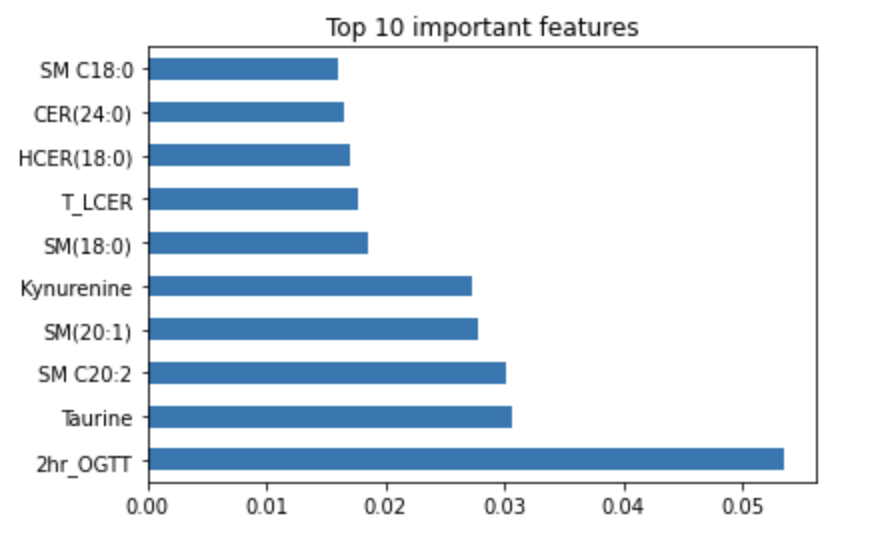 Top 10 important features
SM C18:0
CER(24:0)
HCER(18:0)
T_LCER
SM(18:0)
Kynurenine
SM(20:1)
SM C20:2
Taurine
2hr_OGTT
0.00 0.01 0.02 0.03 0.04 0.05